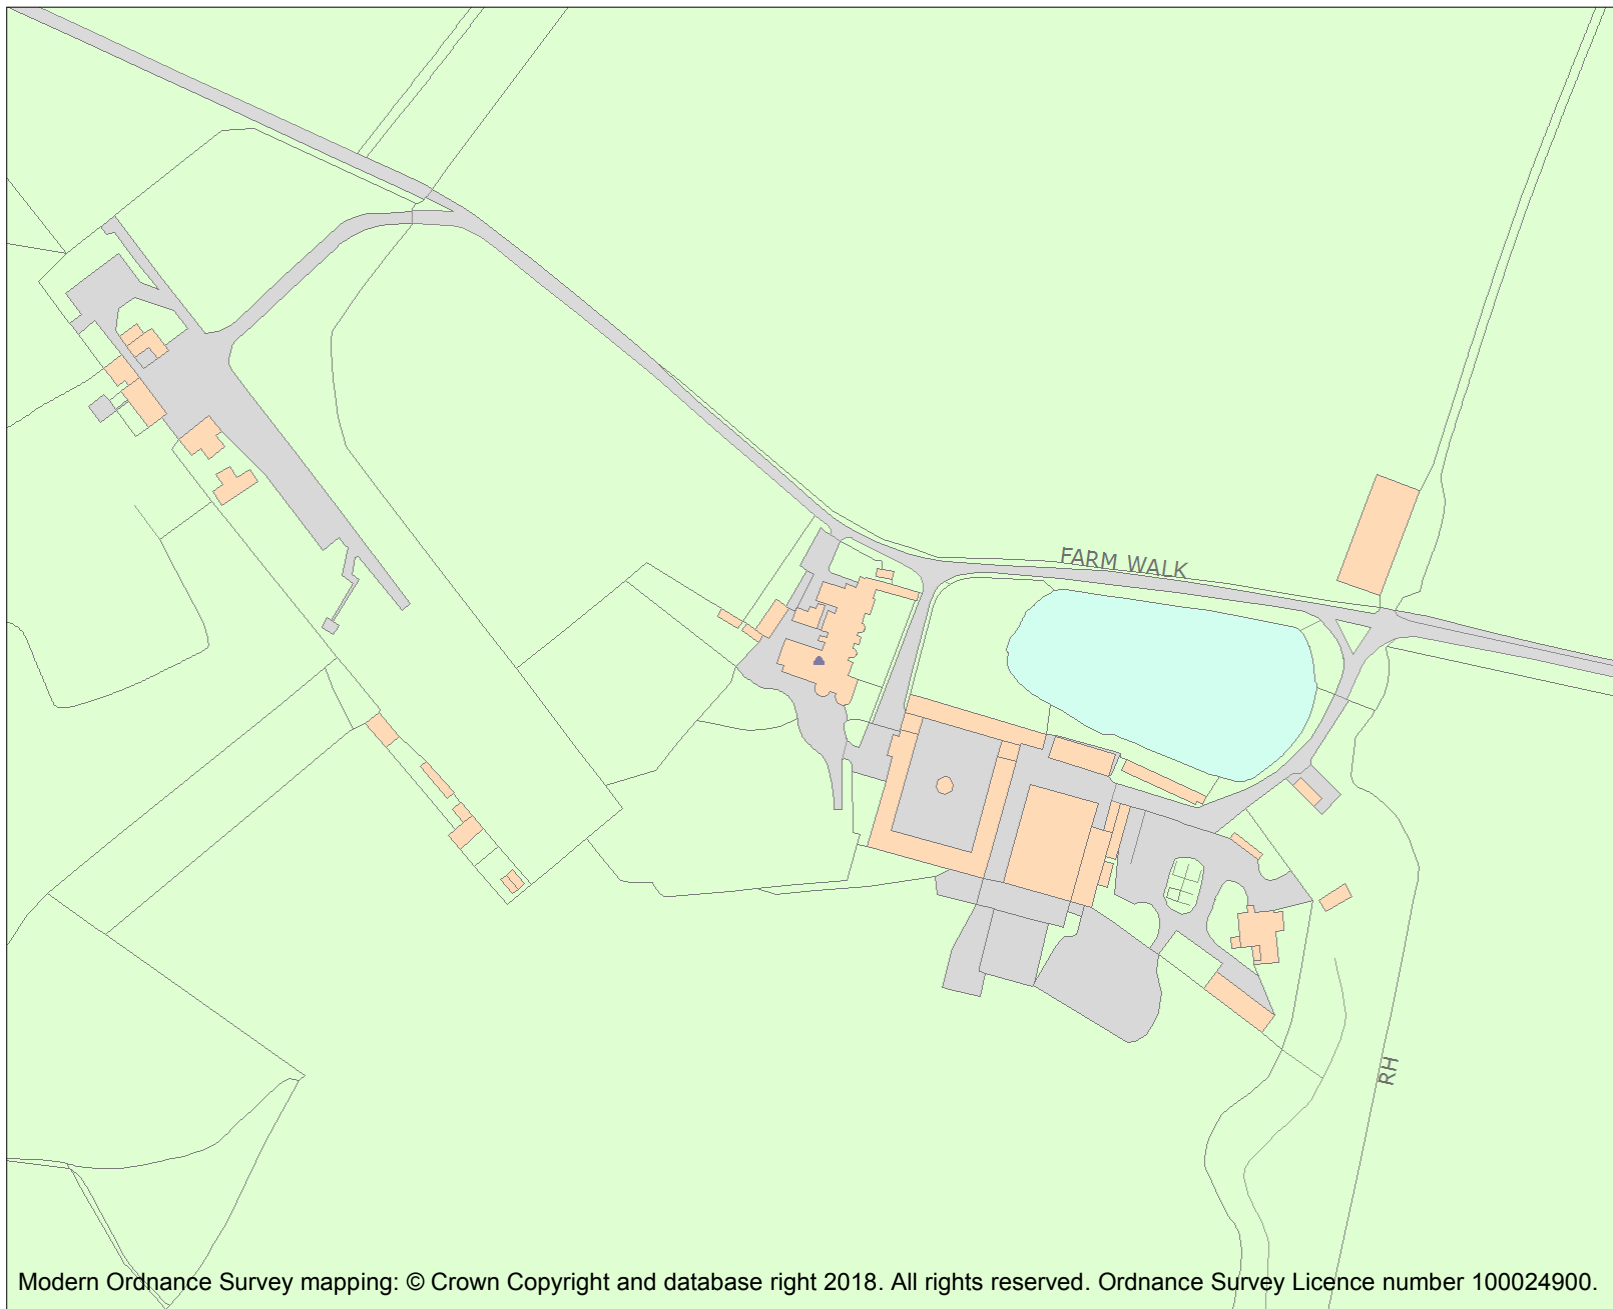 FARM WALK
RH
Modern Ordnance Survey mapping: © Crown Copyright and database right 2018. All rights reserved. Ordnance Survey Licence number 100024900.